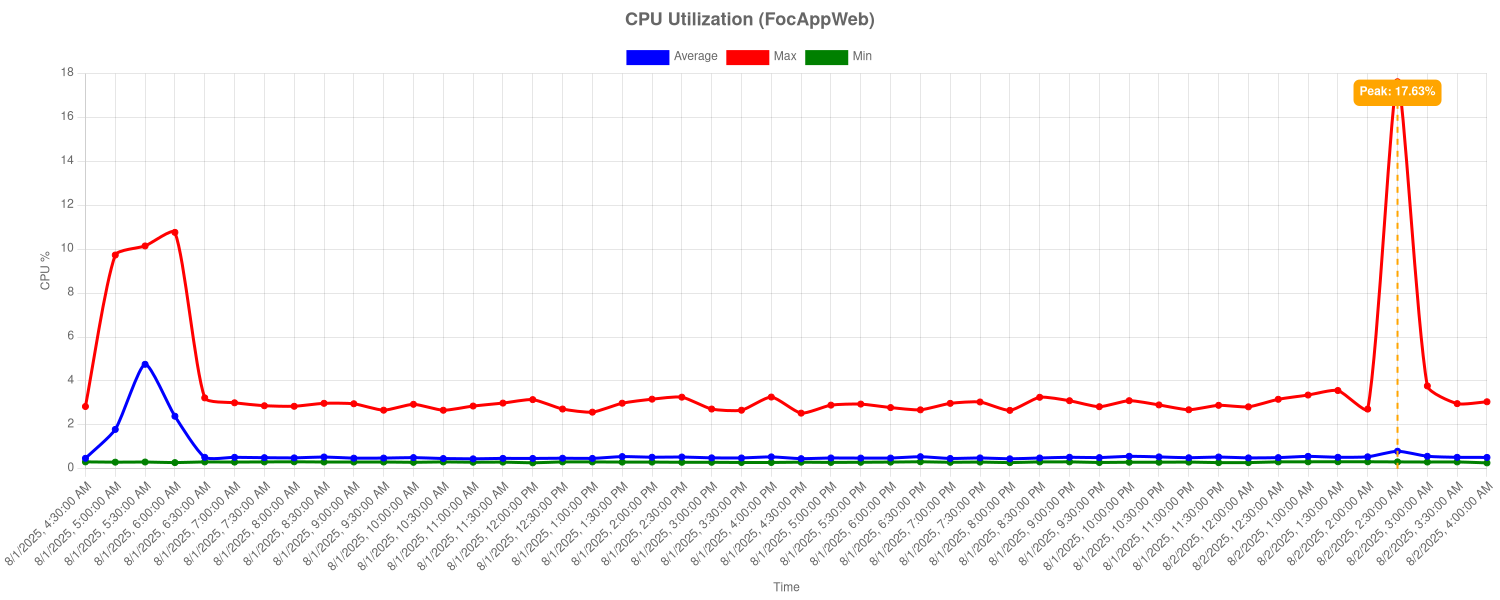 CPU Utilization (FocAppWeb)
Average Max Min
18
Peak: 17.63%
16
14
12
10
CPU %
8
6
4
2
0
8/1/2025, 4:30:00 AM
8/1/2025, 5:00:00 AM
8/1/2025, 5:30:00 AM
8/1/2025, 6:00:00 AM
8/1/2025, 6:30:00 AM
8/1/2025, 7:00:00 AM
8/1/2025, 7:30:00 AM
8/1/2025, 8:00:00 AM
8/1/2025, 8:30:00 AM
8/1/2025, 9:00:00 AM
8/1/2025, 9:30:00 AM
8/1/2025, 10:00:00 AM
8/1/2025, 10:30:00 AM
8/1/2025, 11:00:00 AM
8/1/2025, 11:30:00 AM
8/1/2025, 12:00:00 PM
8/1/2025, 12:30:00 PM
8/1/2025, 1:00:00 PM
8/1/2025, 1:30:00 PM
8/1/2025, 2:00:00 PM
8/1/2025, 2:30:00 PM
8/1/2025, 3:00:00 PM
8/1/2025, 3:30:00 PM
8/1/2025, 4:00:00 PM
8/1/2025, 4:30:00 PM
8/1/2025, 5:00:00 PM
8/1/2025, 5:30:00 PM
8/1/2025, 6:00:00 PM
8/1/2025, 6:30:00 PM
8/1/2025, 7:00:00 PM
8/1/2025, 7:30:00 PM
8/1/2025, 8:00:00 PM
8/1/2025, 8:30:00 PM
8/1/2025, 9:00:00 PM
8/1/2025, 9:30:00 PM
8/1/2025, 10:00:00 PM
8/1/2025, 10:30:00 PM
8/1/2025, 11:00:00 PM
8/1/2025, 11:30:00 PM
8/2/2025, 12:00:00 AM
8/2/2025, 12:30:00 AM
8/2/2025, 1:00:00 AM
8/2/2025, 1:30:00 AM
8/2/2025, 2:00:00 AM
8/2/2025, 2:30:00 AM
8/2/2025, 3:00:00 AM
8/2/2025, 3:30:00 AM
8/2/2025, 4:00:00 AM
Time